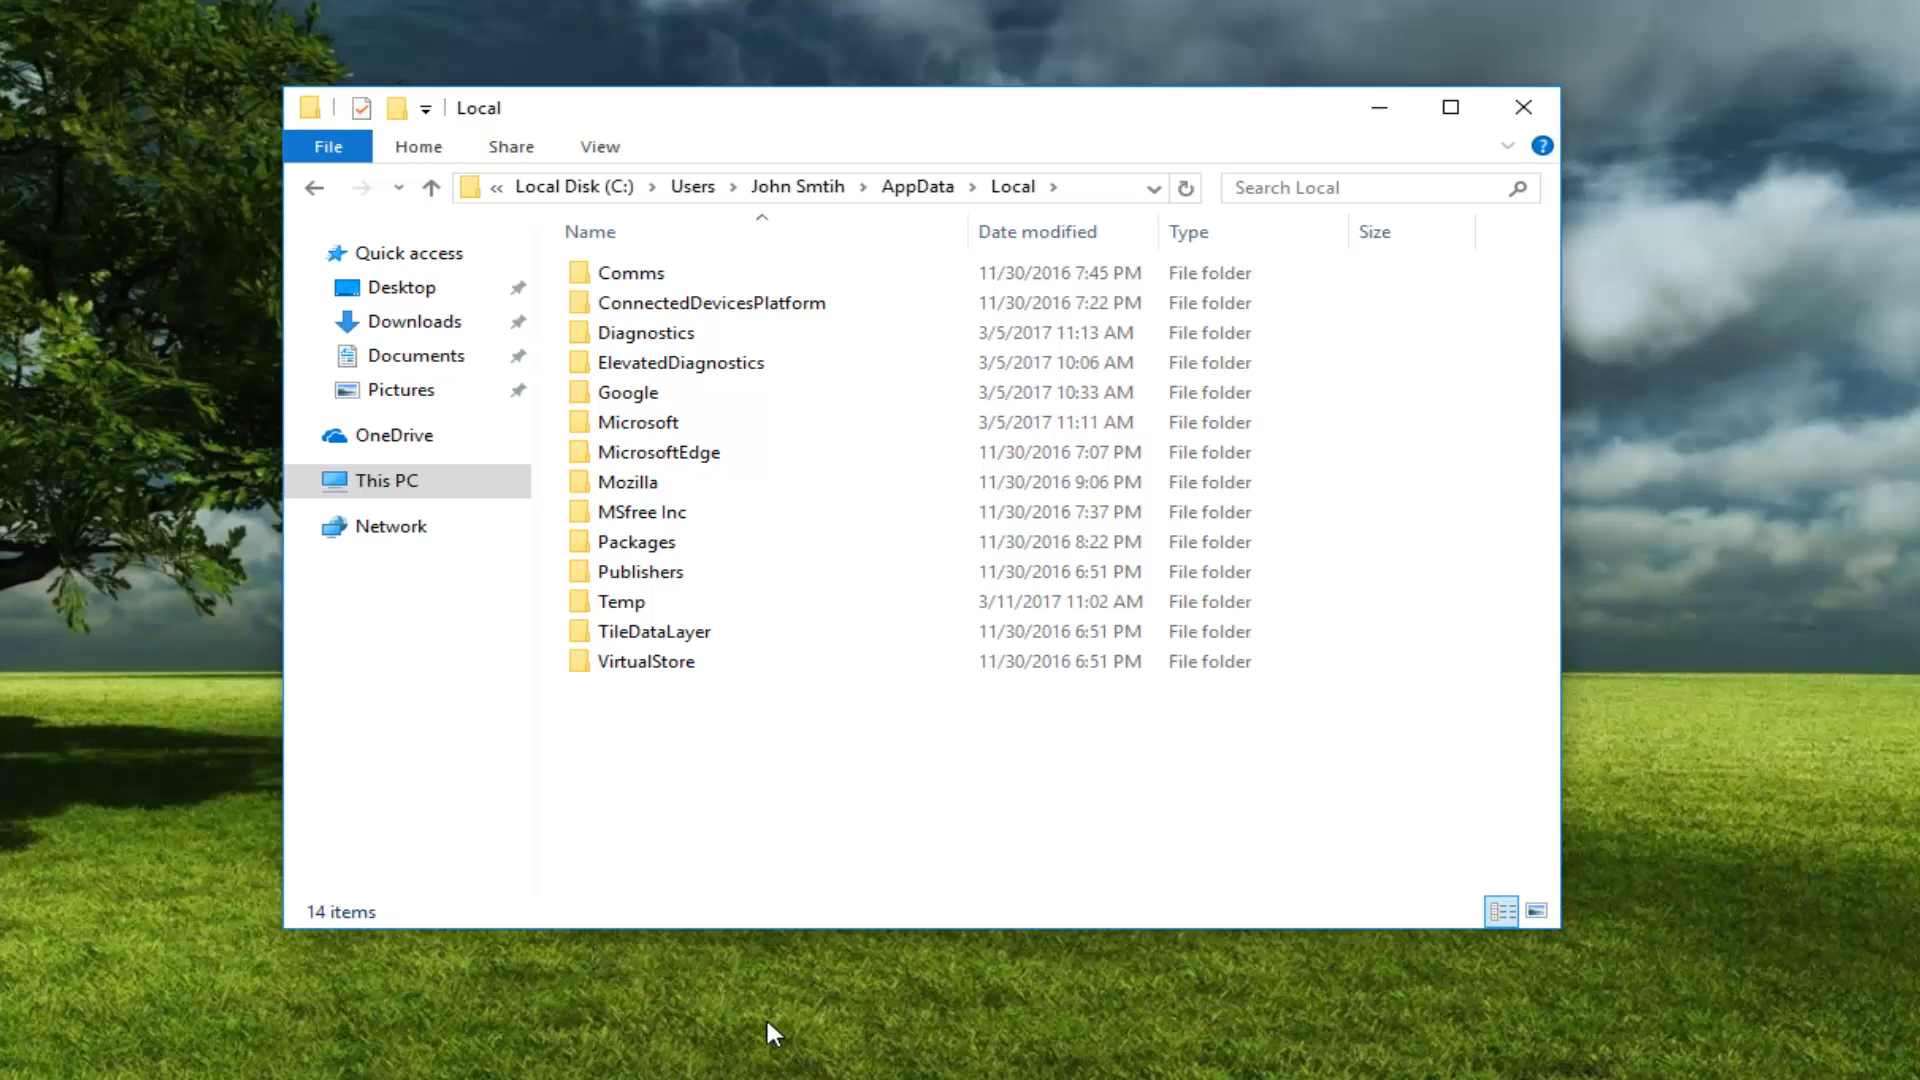 Local
File Home Share View
« Local Disk (C:) › Users › John Smtih › AppData › Local ›
Search Local
Name Date modified Type Size
Quick access
Desktop
Downloads
Documents
Pictures
OneDrive
This PC
Network
Comms 11/30/2016 7:45 PM File folder
ConnectedDevicesPlatform 11/30/2016 7:22 PM File folder
Diagnostics 3/5/2017 11:13 AM File folder
ElevatedDiagnostics 3/5/2017 10:06 AM File folder
Google 3/5/2017 10:33 AM File folder
Microsoft 3/5/2017 11:11 AM File folder
MicrosoftEdge 11/30/2016 7:07 PM File folder
Mozilla 11/30/2016 9:06 PM File folder
MSfree Inc 11/30/2016 7:37 PM File folder
Packages 11/30/2016 8:22 PM File folder
Publishers 11/30/2016 6:51 PM File folder
Temp 3/11/2017 11:02 AM File folder
TileDataLayer 11/30/2016 6:51 PM File folder
VirtualStore 11/30/2016 6:51 PM File folder
14 items